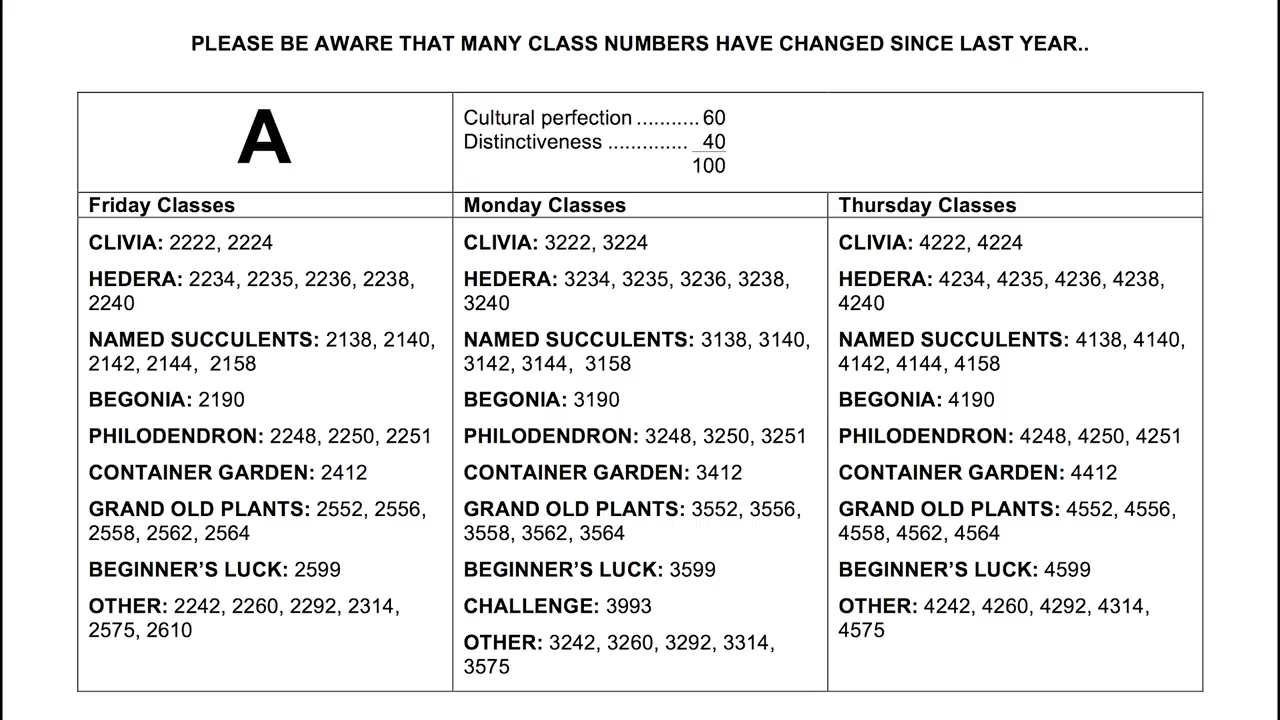 PLEASE BE AWARE THAT MANY CLASS NUMBERS HAVE CHANGED SINCE LAST YEAR..
A
Cultural perfection ........... 60
Distinctiveness .............. 40
100
Friday Classes
CLIVIA: 2222, 2224
HEDERA: 2234, 2235, 2236, 2238,
2240
NAMED SUCCULENTS: 2138, 2140,
2142, 2144,  2158
BEGONIA: 2190
PHILODENDRON: 2248, 2250, 2251
CONTAINER GARDEN: 2412
GRAND OLD PLANTS: 2552, 2556,
2558, 2562, 2564
BEGINNER’S LUCK: 2599
OTHER: 2242, 2260, 2292, 2314,
2575, 2610
Monday Classes
CLIVIA: 3222, 3224
HEDERA: 3234, 3235, 3236, 3238,
3240
NAMED SUCCULENTS: 3138, 3140,
3142, 3144,  3158
BEGONIA: 3190
PHILODENDRON: 3248, 3250, 3251
CONTAINER GARDEN: 3412
GRAND OLD PLANTS: 3552, 3556,
3558, 3562, 3564
BEGINNER’S LUCK: 3599
CHALLENGE: 3993
OTHER: 3242, 3260, 3292, 3314,
3575
Thursday Classes
CLIVIA: 4222, 4224
HEDERA: 4234, 4235, 4236, 4238,
4240
NAMED SUCCULENTS: 4138, 4140,
4142, 4144, 4158
BEGONIA: 4190
PHILODENDRON: 4248, 4250, 4251
CONTAINER GARDEN: 4412
GRAND OLD PLANTS: 4552, 4556,
4558, 4562, 4564
BEGINNER’S LUCK: 4599
OTHER: 4242, 4260, 4292, 4314,
4575